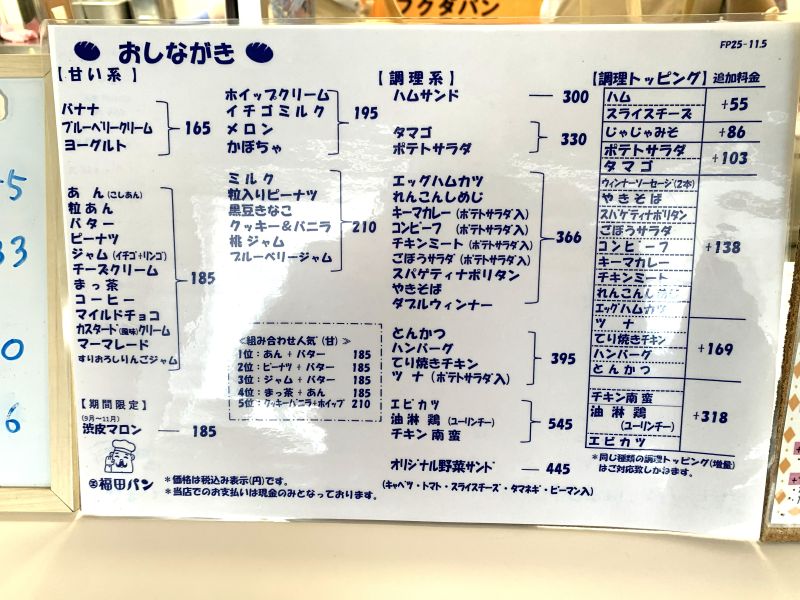 フクダパン
FP25-11.5
おしながき
【甘い系】
バナナ
ブルーベリークリーム
ヨーグルト
165
あん(こしあん)
粒あん
バター
ピーナツ
ジャム(イチゴ+リンゴ)
チーズクリーム
まっ茶
コーヒー
マイルドチョコ
カスタード(風味)クリーム
マーマレード
すりおろしりんごジャム
185
【期間限定】
(9月~11月)
渋皮マロン 185
ホイップクリーム
イチゴミルク
メロン
かぼちゃ
195
ミルク
粒入りピーナツ
黒豆きなこ
クッキー&バニラ
桃ジャム
ブルーベリージャム
210
≪組み合わせ人気(甘)≫
1位:あん+バター 185
2位:ピーナツ+バター 185
3位:ジャム+バター 185
4位:まっ茶+あん 185
5位:クッキーバニラ+ホイップ 210
福田パン
*価格は税込み表示(円)です。
*当店でのお支払いは現金のみとなっております。
【調理系】
ハムサンド 300
タマゴ
ポテトサラダ
330
エッグハムカツ
れんこんしめじ
キーマカレー(ポテトサラダ入)
コンビーフ(ポテトサラダ入)
チキンミート(ポテトサラダ入)
ごぼうサラダ(ポテトサラダ入)
スパゲティナポリタン
やきそば
ダブルウィンナー
366
とんかつ
ハンバーグ
てり焼きチキン
ツナ(ポテトサラダ入)
395
エビカツ
油淋鶏(ユーリンチー)
チキン南蛮
545
オリジナル野菜サンド 445
(キャベツ・トマト・スライスチーズ・タマネギ・ピーマン入)
【調理トッピング】追加料金
ハム
スライスチーズ
+55
じゃじゃみそ +86
ポテトサラダ
タマゴ
+103
ウィンナーソーセージ(2本)
やきそば
スパゲティナポリタン
ごぼうサラダ
コンビーフ
キーマカレー
チキンミート
れんこんしめじ
エッグハムカツ
+138
ツナ
てり焼きチキン
ハンバーグ
とんかつ
+169
チキン南蛮
油淋鶏(ユーリンチー)
エビカツ
+318
*同じ種類の調理トッピング(増量)
はご対応致しかねます。